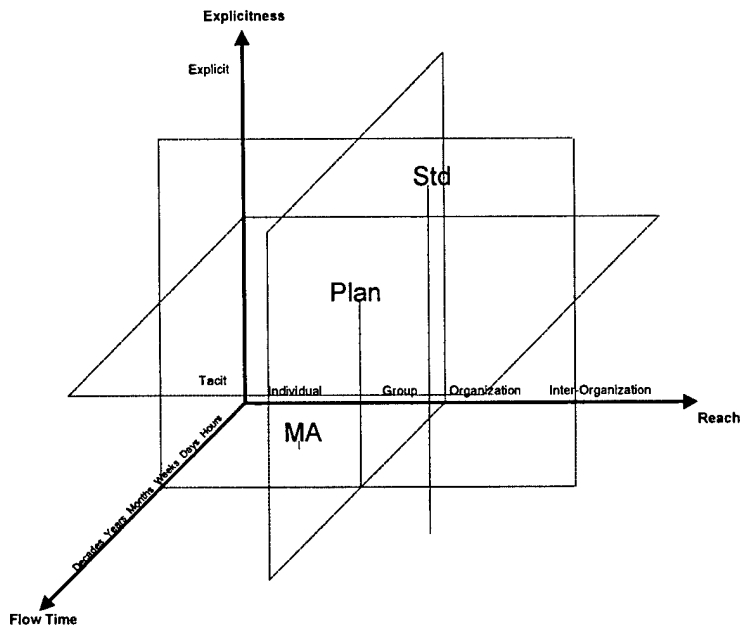 Explicitness
Explicit
Std
Plan
Tacit
Individual Group Organization Inter-Organization
Reach
MA
Decades Years Months Weeks Days Hours
Flow Time